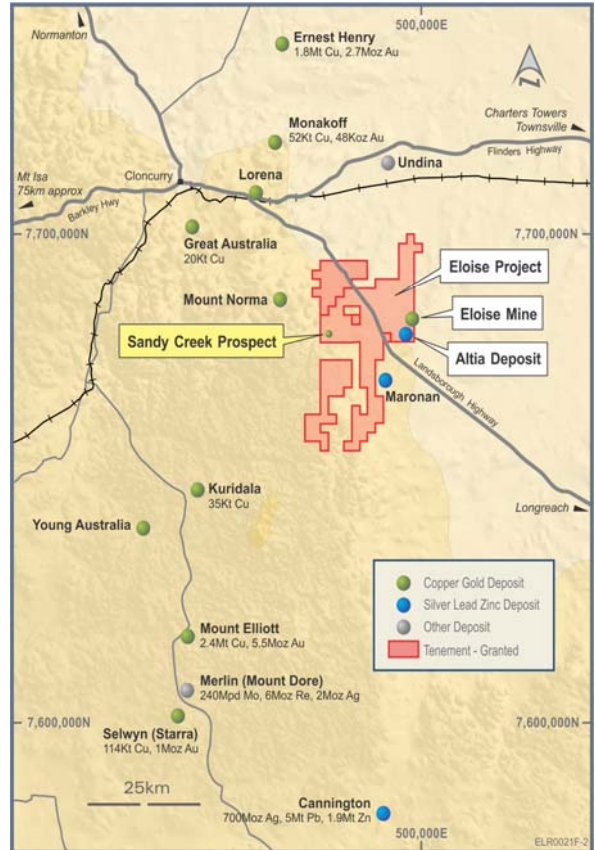 500,000E
Normanton
Ernest Henry
1.8Mt Cu, 2.7Moz Au
Z
Monakoff
52Kt Cu, 48Koz Au
Charters Towers
Townsville
Undina
Flinders Highway
Mt Isa
75km approx
Cloncurry
Lorena
Barkley Hwy
7,700,000N
7,700,000N
Great Australia
20Kt Cu
Eloise Project
Mount Norma
Eloise Mine
Sandy Creek Prospect
Altia Deposit
Landsborough Highway
Maronan
Kuridala
35Kt Cu
Longreach
Young Australia
Copper Gold Deposit
Silver Lead Zinc Deposit
Other Deposit
Tenement - Granted
Mount Elliott
2.4Mt Cu, 5.5Moz Au
Merlin (Mount Dore)
240Mpd Mo, 6Moz Re, 2Moz Ag
7,600,000N
7,600,000N
Selwyn (Starra)
114Kt Cu, 1Moz Au
25km
Cannington
700Moz Ag, 5Mt Pb, 1.9Mt Zn
500,000E
ELR0021F-2